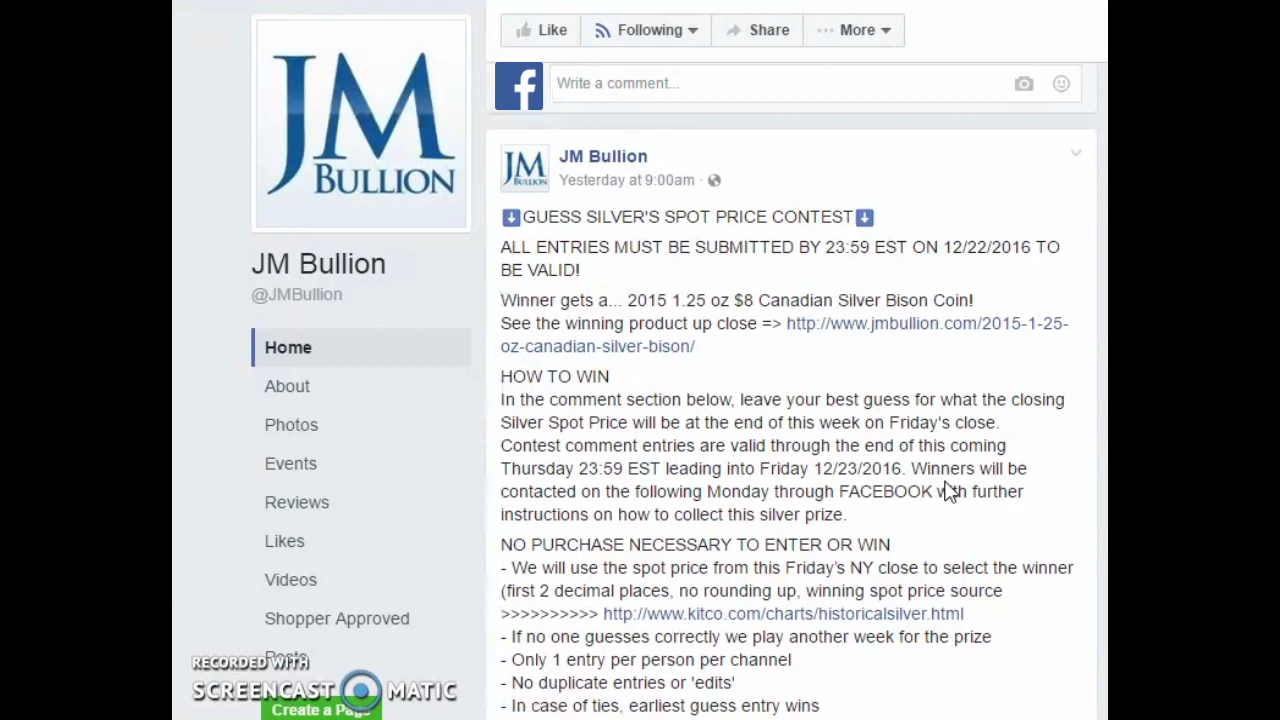 JM
BULLION
JM Bullion
@JMBullion
Home
About
Photos
Events
Reviews
Likes
Videos
Shopper Approved
Posts
RECORDED WITH
SCREENCAST MATIC
Create a Page
Like Following Share ··· More
Write a comment...
JM
BULLION
JM Bullion
Yesterday at 9:00am ·
GUESS SILVER'S SPOT PRICE CONTEST
ALL ENTRIES MUST BE SUBMITTED BY 23:59 EST ON 12/22/2016 TO
BE VALID!
Winner gets a... 2015 1.25 oz $8 Canadian Silver Bison Coin!
See the winning product up close => http://www.jmbullion.com/2015-1-25-
oz-canadian-silver-bison/
HOW TO WIN
In the comment section below, leave your best guess for what the closing
Silver Spot Price will be at the end of this week on Friday's close.
Contest comment entries are valid through the end of this coming
Thursday 23:59 EST leading into Friday 12/23/2016. Winners will be
contacted on the following Monday through FACEBOOK with further
instructions on how to collect this silver prize.
NO PURCHASE NECESSARY TO ENTER OR WIN
- We will use the spot price from this Friday's NY close to select the winner
(first 2 decimal places, no rounding up, winning spot price source
>>>>>>>>>> http://www.kitco.com/charts/historicalsilver.html
- If no one guesses correctly we play another week for the prize
- Only 1 entry per person per channel
- No duplicate entries or 'edits'
- In case of ties, earliest guess entry wins